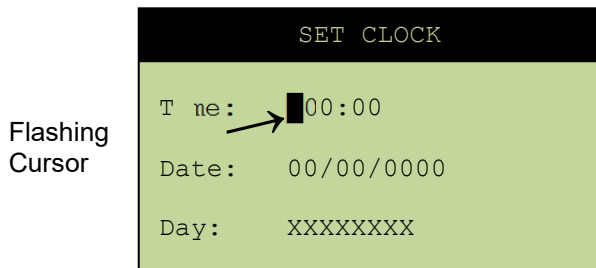 SET CLOCK
T me: 00:00
Flashing
Cursor
Date: 00/00/0000
Day: XXXXXXXX